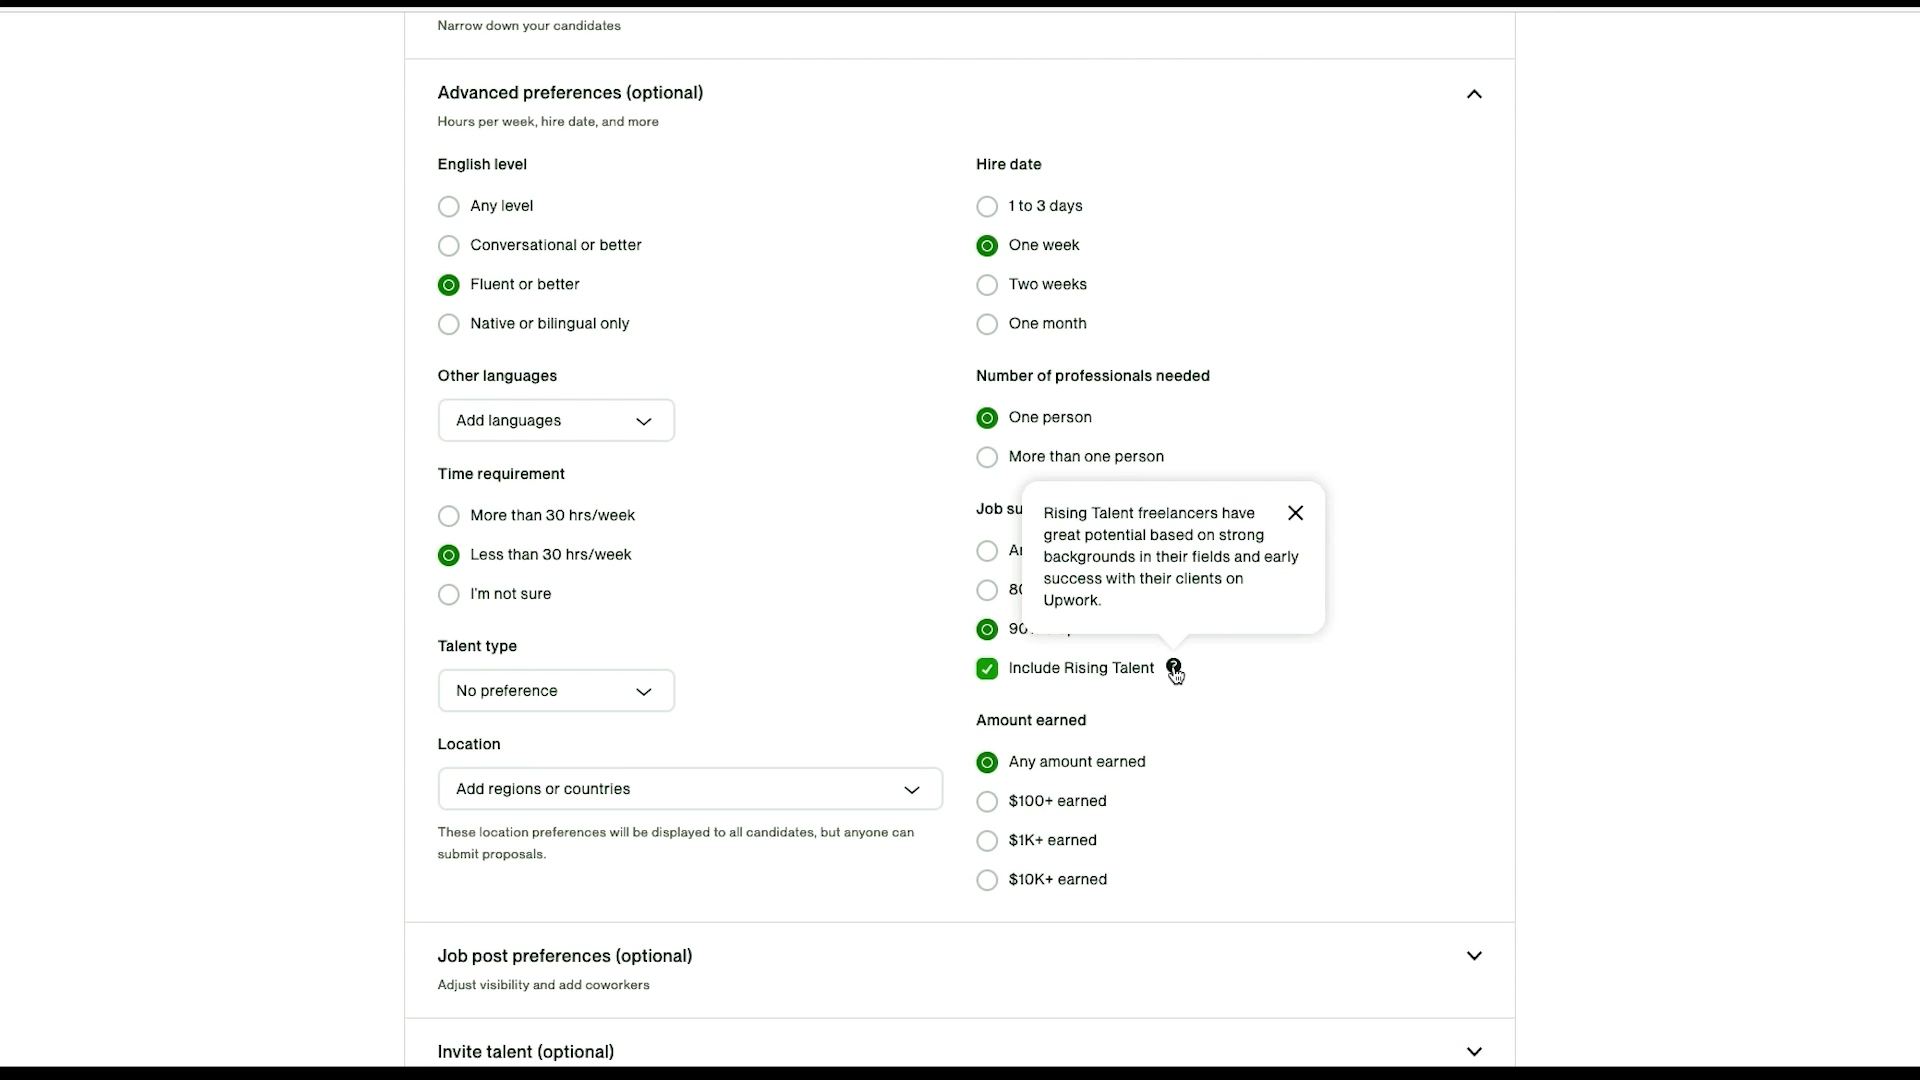 Narrow down your candidates
Advanced preferences (optional)
Hours per week, hire date, and more
English level
Any level
Conversational or better
Fluent or better
Native or bilingual only
Other languages
Add languages
Time requirement
More than 30 hrs/week
Less than 30 hrs/week
I'm not sure
Talent type
No preference
Location
Add regions or countries
These location preferences will be displayed to all candidates, but anyone can
submit proposals.
Hire date
1 to 3 days
One week
Two weeks
One month
Number of professionals needed
One person
More than one person
Job
Rising Talent freelancers have
great potential based on strong
backgrounds in their fields and early
success with their clients on
Upwork.
Include Rising Talent
Amount earned
Any amount earned
$100+ earned
$1K+ earned
$10K+ earned
Job post preferences (optional)
Adjust visibility and add coworkers
Invite talent (optional)